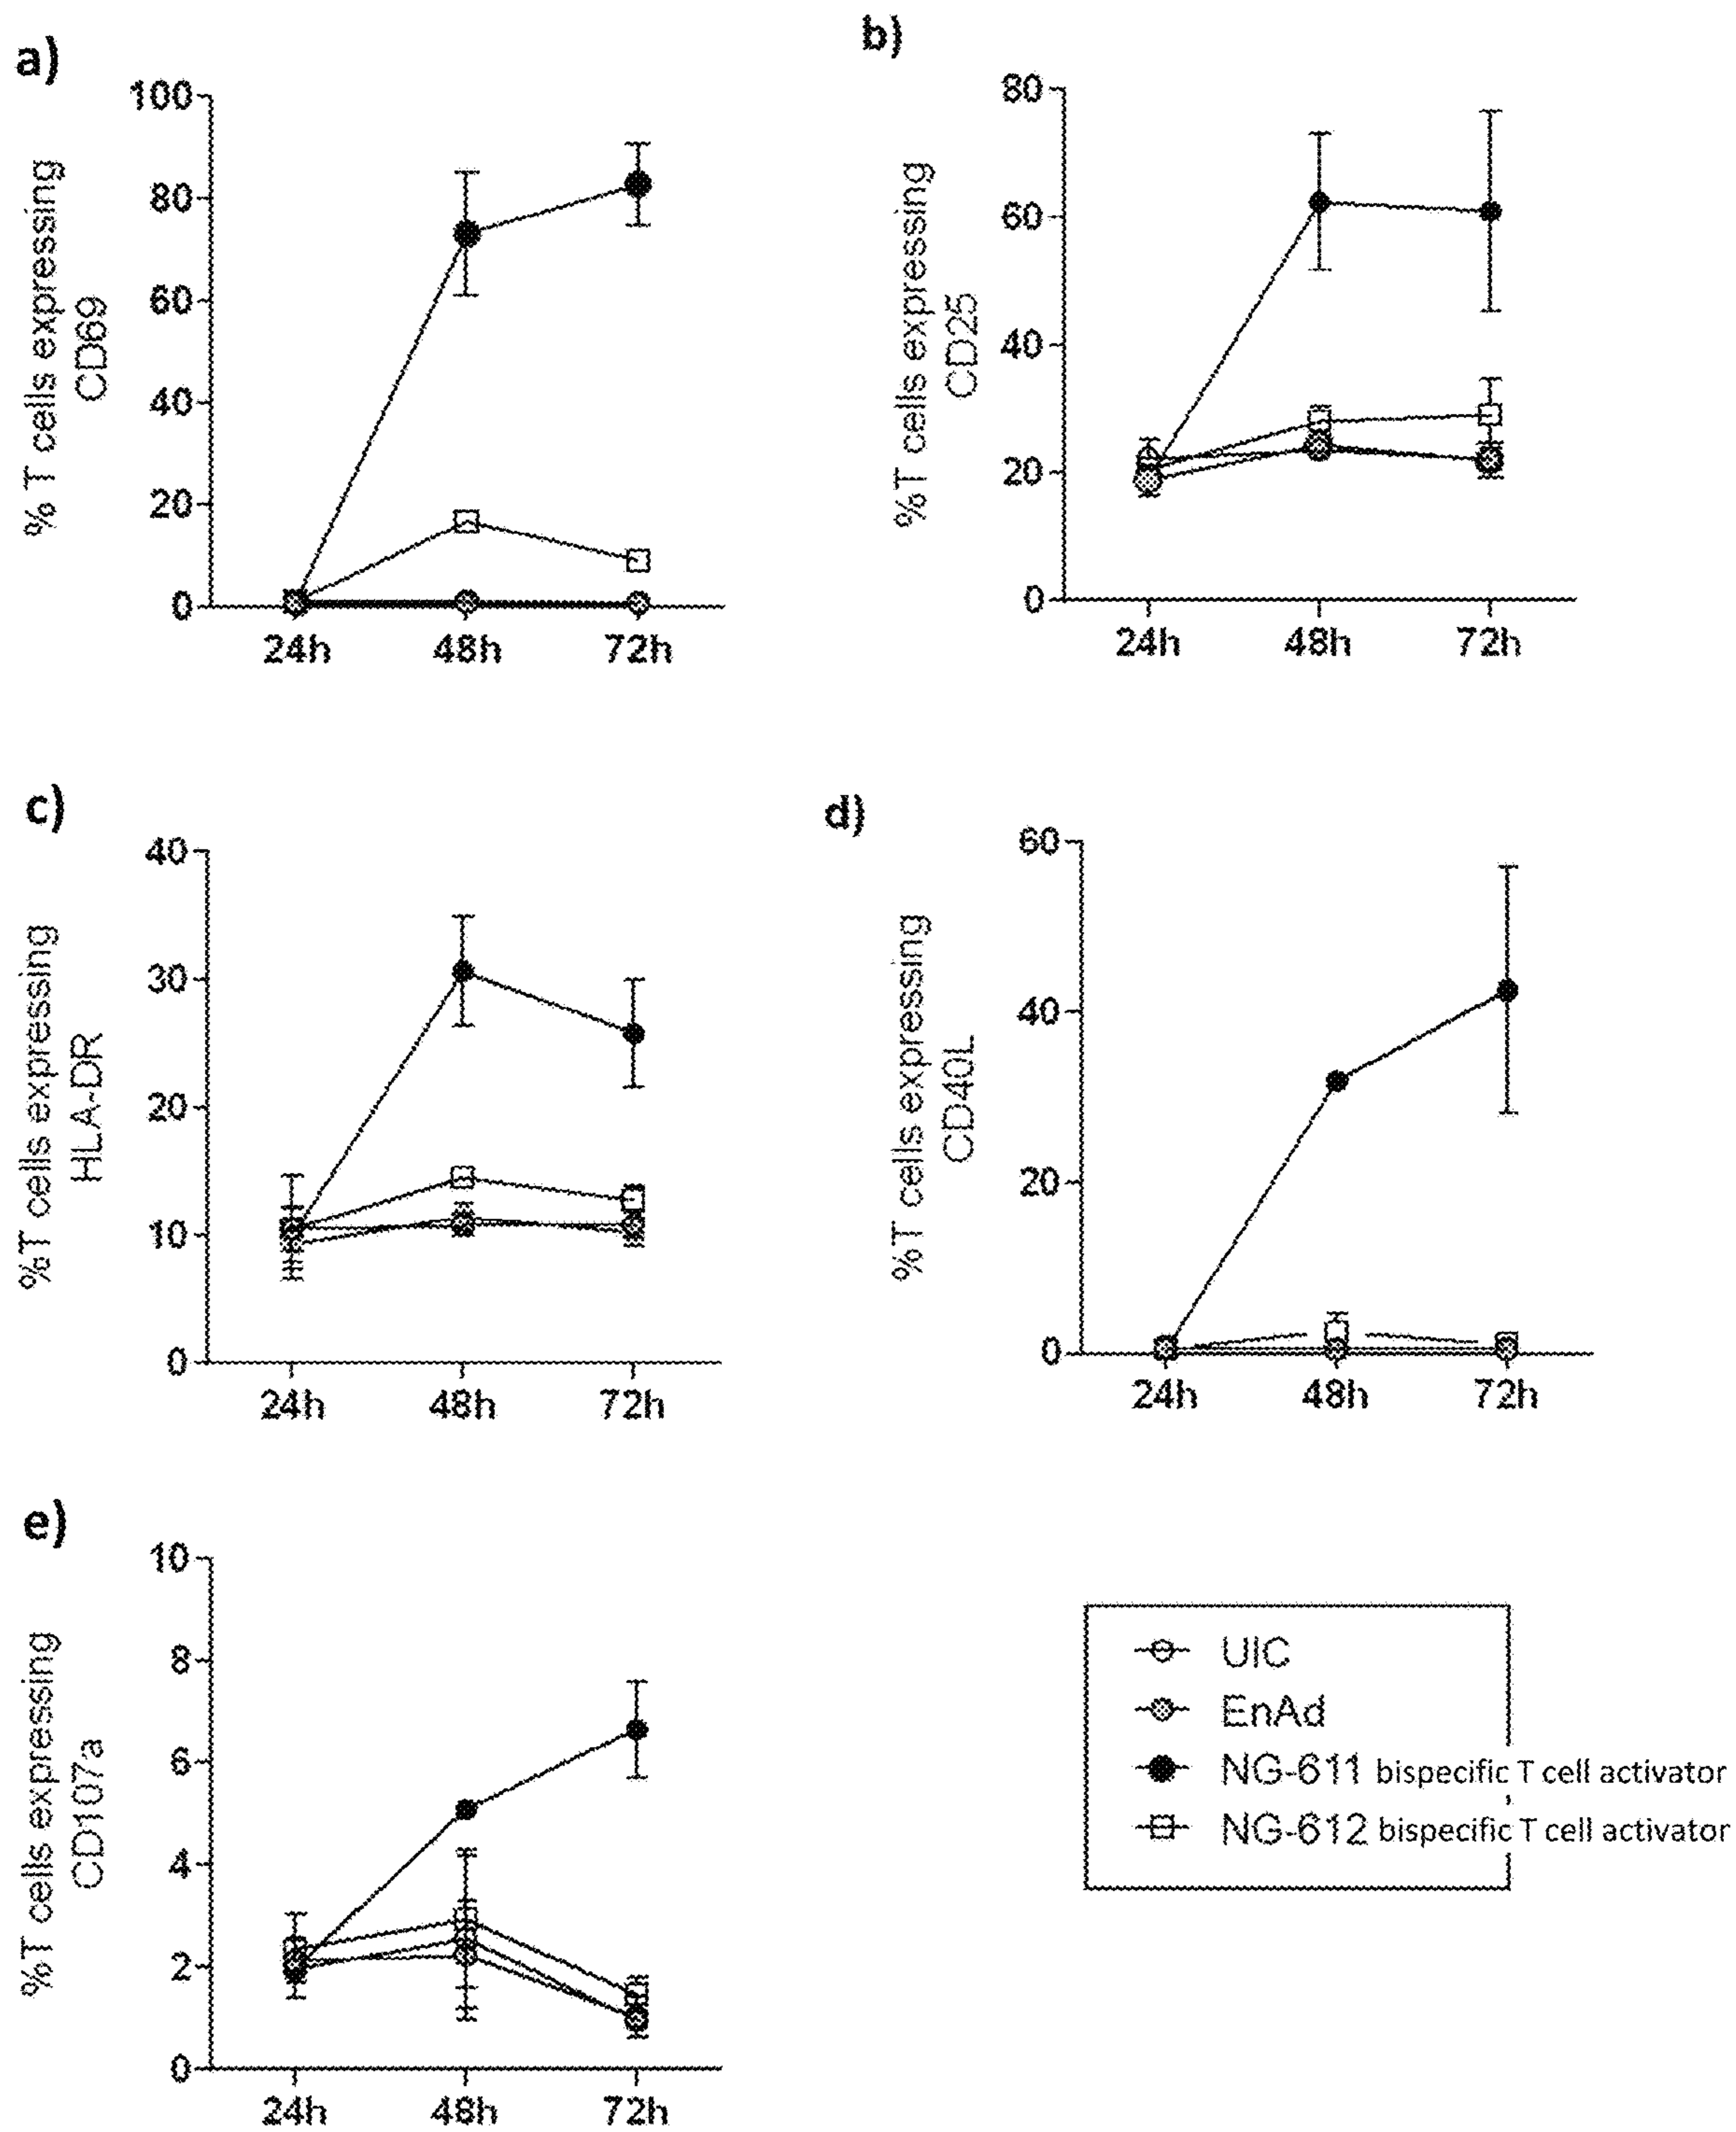 a)
100
80
60
40
20
0
% T cells expressing
CD69
24h 48h 72h
b)
80
60
40
20
0
%T cells expressing
CD25
24h 48h 72h
c)
40
30
20
10
0
%T cells expressing
HLA-DR
24h 48h 72h
d)
60
40
20
0
%T cells expressing
CD40L
24h 48h 72h
e)
10
8
6
4
2
0
%T cells expressing
CD107a
24h 48h 72h
UIC
EnAd
NG-611 bispecific T cell activator
NG-612 bispecific T cell activator